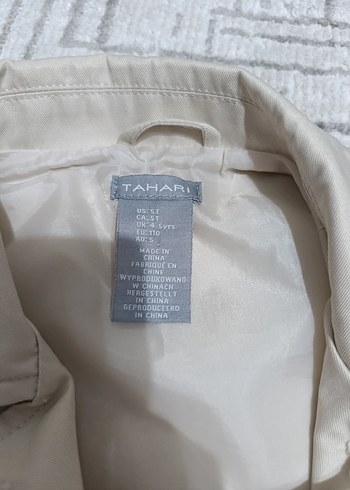 TAHARI
US: 5T
CA: 5T
UK: 4-5yrs
EU: 110
AU: 5
MADE IN
CHINA
FABRIQUÉ EN
CHINE
WYPRODUKOWANO
W CHINACH
HERGESTELLT
IN CHINA
GEPRODUCEERD
IN CHINA